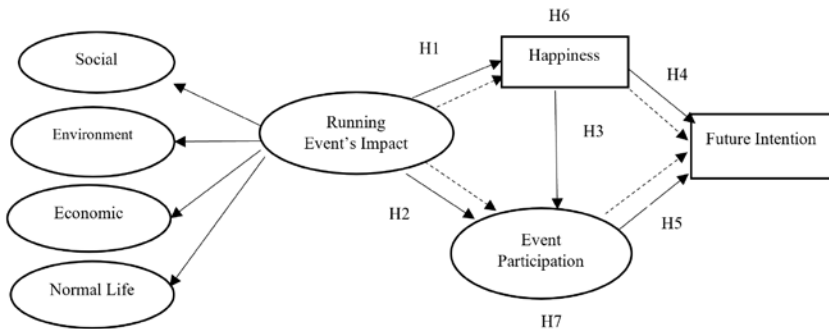 H6
H1
Social
Happiness
H4
Running
Event's Impact
Environment
H3
Future Intention
Economic
H2
H5
Event
Participation
Normal Life
H7